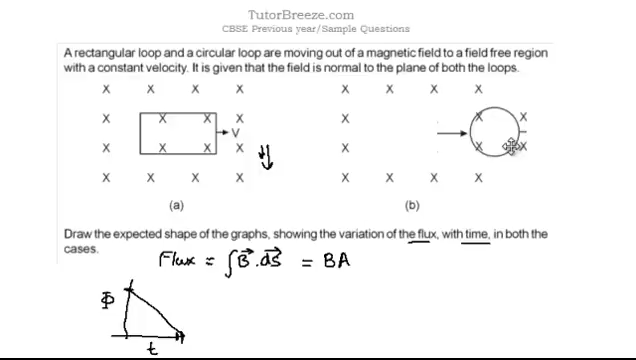 TutorBreeze.com
CBSE Previous year/Sample Questions
A rectangular loop and a circular loop are moving out of a magnetic field to a field free region
with a constant velocity. It is given that the field is normal to the plane of both the loops.
X X X X X X X X
X X X X X X X
V
X X X X X X X
X X X X X X X X
(a) (b)
Draw the expected shape of the graphs, showing the variation of the flux, with time, in both the
cases.
Flux = ∫B⃗.dS⃗ = BA
Φ
t